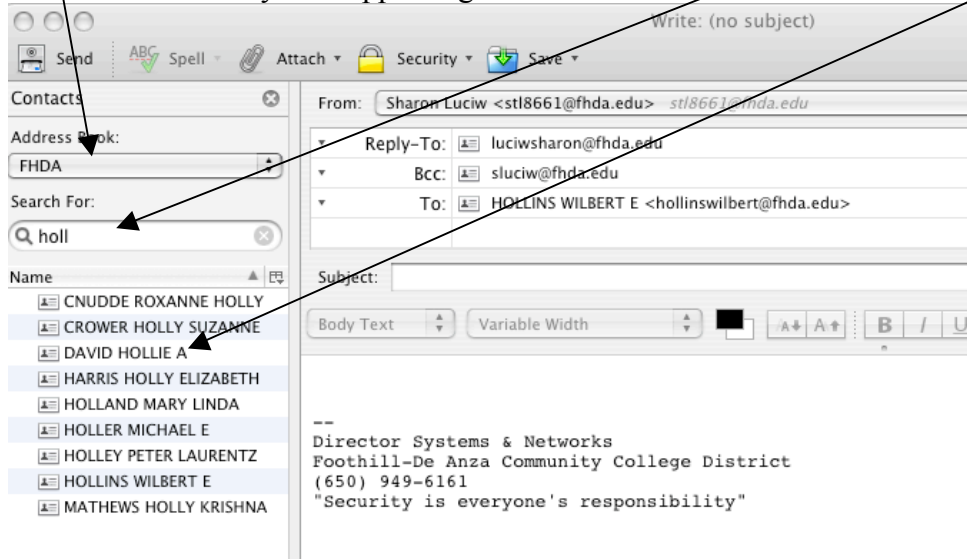 Write: (no subject)
Send ABC Spell Attach Security Save
Contacts
Address Book:
FHDA
Search For:
holl
Name
CNUDDE ROXANNE HOLLY
CROWER HOLLY SUZANNE
DAVID HOLLIE A
HARRIS HOLLY ELIZABETH
HOLLAND MARY LINDA
HOLLER MICHAEL E
HOLLEY PETER LAURENTZ
HOLLINS WILBERT E
MATHEWS HOLLY KRISHNA
From: Sharon Luciw <stl8661@fhda.edu> stl8661@fhda.edu
Reply-To: luciwsharon@fhda.edu
Bcc: sluciw@fhda.edu
To: HOLLINS WILBERT E <hollinswilbert@fhda.edu>
Subject:
Body Text Variable Width A A B I U
--
Director Systems & Networks
Foothill-De Anza Community College District
(650) 949-6161
"Security is everyone's responsibility"